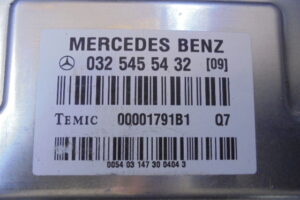 MERCEDES BENZ
032 545 54 32 [09]
TEMIC 00001791B1 Q7
0054 03 147 30 0404 3